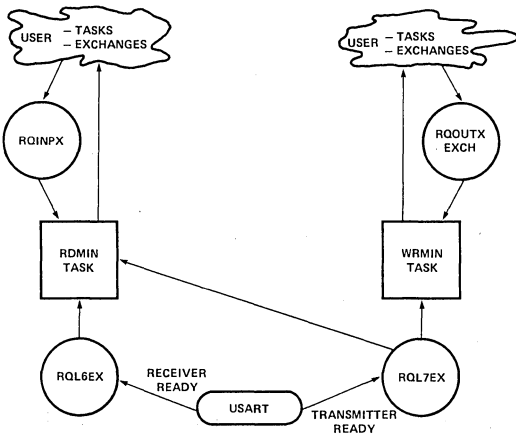 USER – TASKS
– EXCHANGES
USER – TASKS
– EXCHANGES
RQINPX
RQOUTX
EXCH
RDMIN
TASK
WRMIN
TASK
RQL6EX
RECEIVER
READY
USART
TRANSMITTER
READY
RQL7EX